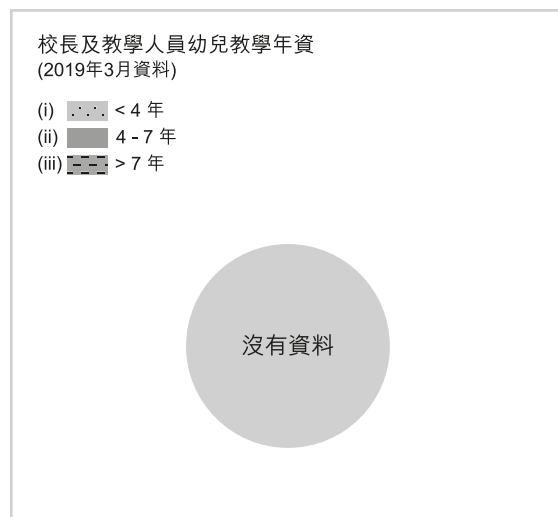 校長及教學人員幼兒教學年資
(2019年3月資料)
(i) < 4 年
(ii) 4 - 7 年
(iii) > 7 年
沒有資料